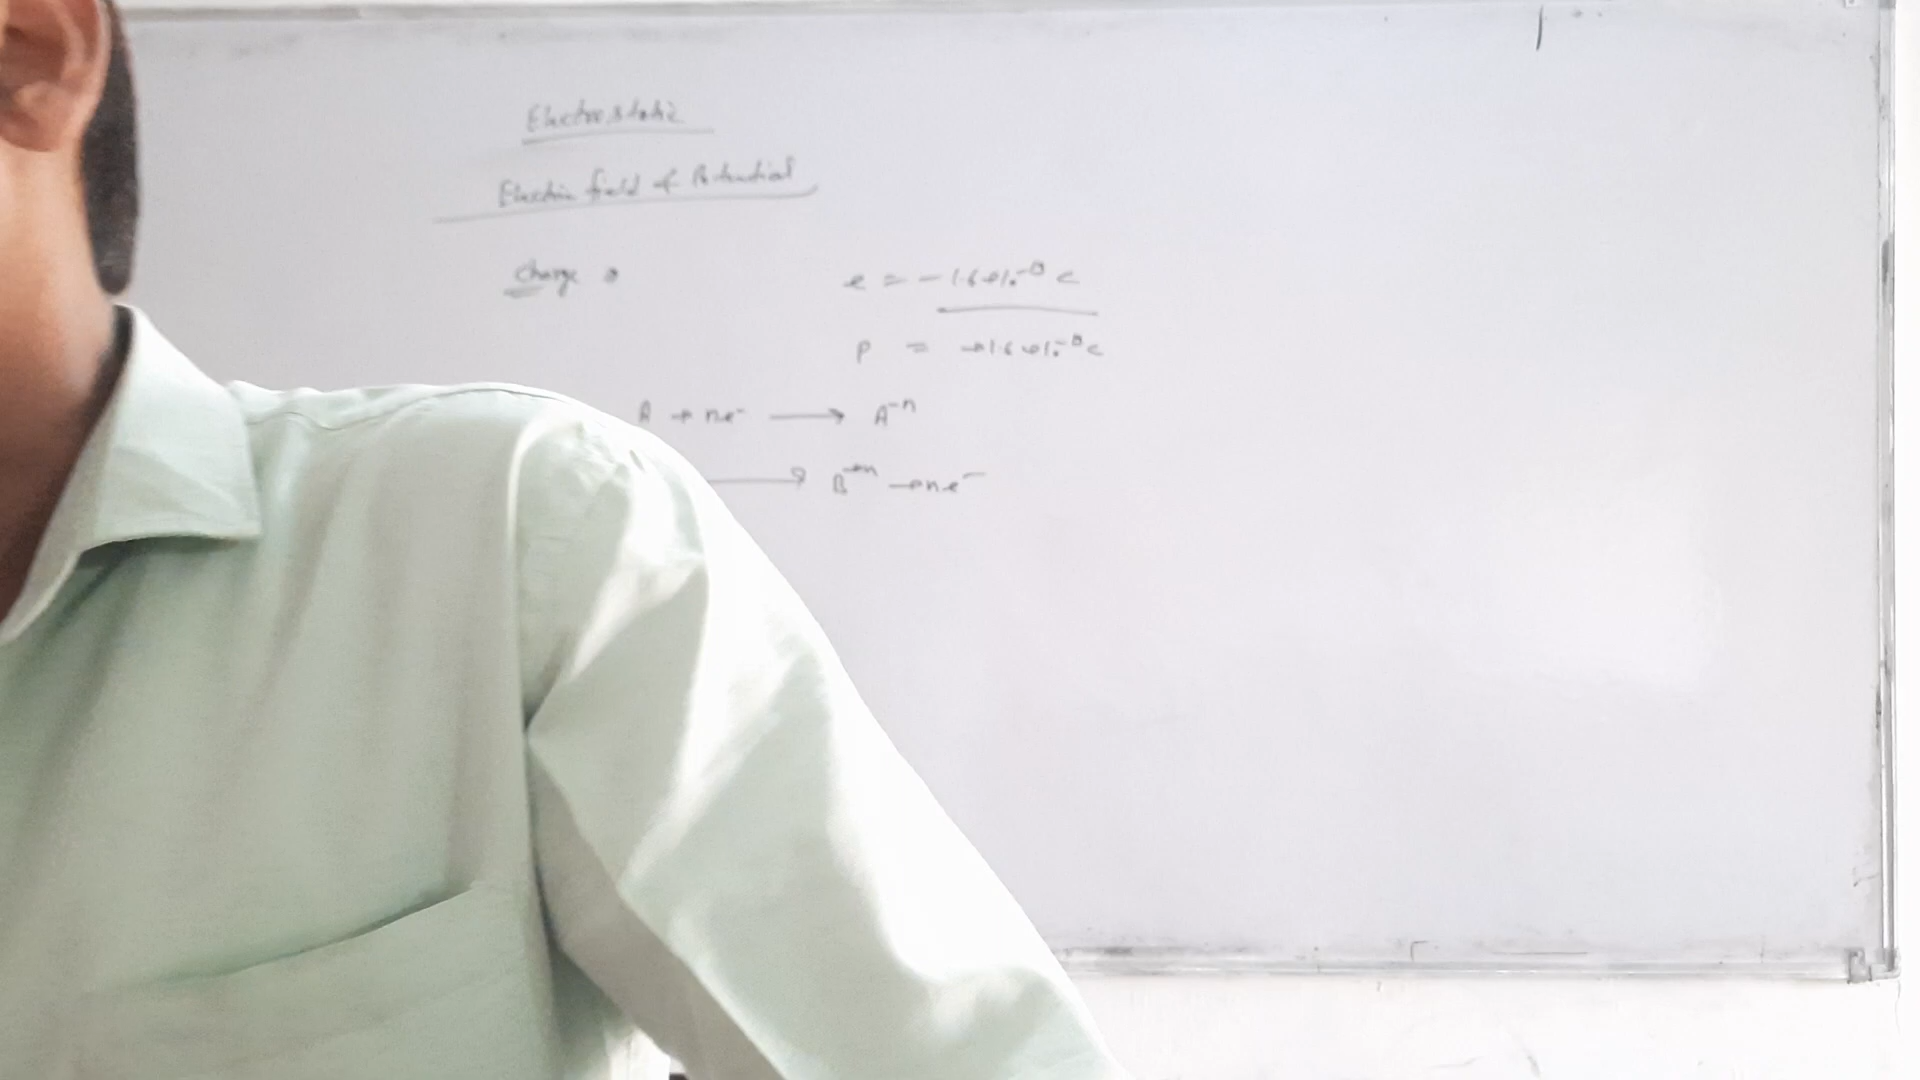 Electrostatic
Electric field & Potential
Charge
e = - 1.6 × 10⁻¹⁹ C
P = +1.6 × 10⁻¹⁹ C
A + ne⁻ ⟶ A⁻ⁿ
⟶ B⁺ⁿ + ne⁻